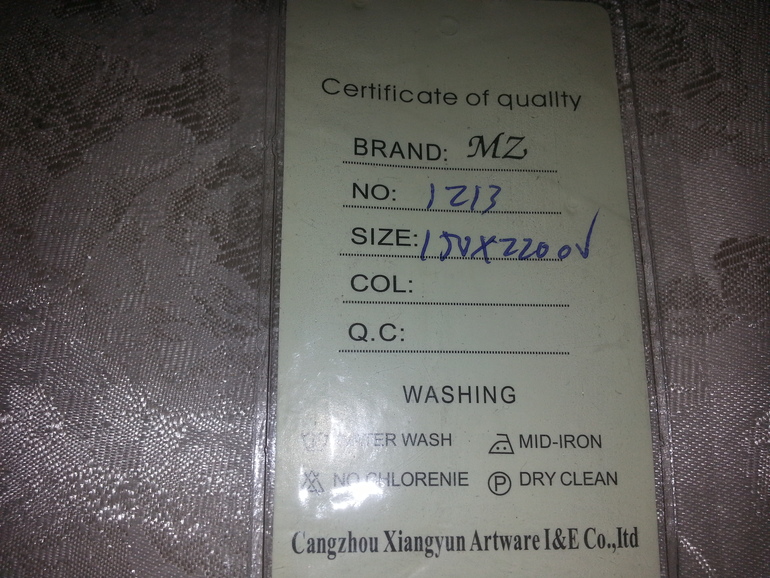 Certificate of quality
BRAND: MZ
NO: 1213
SIZE: 150X220 OV
COL:
Q.C:
WASHING
WATER WASH MID-IRON
NO CHLORENIE DRY CLEAN
Cangzhou Xiangyun Artware I&E Co.,ltd